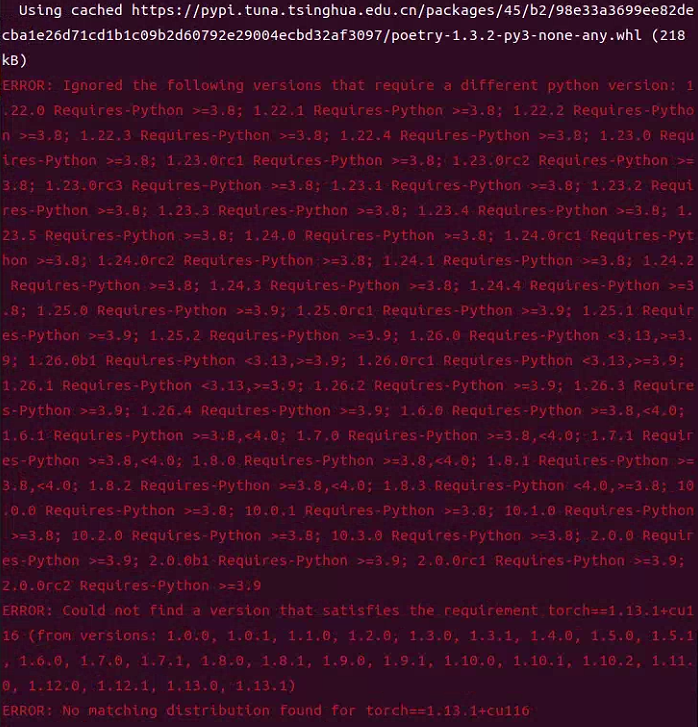 Using cached https://pypi.tuna.tsinghua.edu.cn/packages/45/b2/98e33a3699ee82de
cba1e26d71cd1b1c09b2d60792e29004ecbd32af3097/poetry-1.3.2-py3-none-any.whl (218
kB)
ERROR: Ignored the following versions that require a different python version: 1
.22.0 Requires-Python >=3.8; 1.22.1 Requires-Python >=3.8; 1.22.2 Requires-Pytho
n >=3.8; 1.22.3 Requires-Python >=3.8; 1.22.4 Requires-Python >=3.8; 1.23.0 Requ
ires-Python >=3.8; 1.23.0rc1 Requires-Python >=3.8; 1.23.0rc2 Requires-Python >=
3.8; 1.23.0rc3 Requires-Python >=3.8; 1.23.1 Requires-Python >=3.8; 1.23.2 Requi
res-Python >=3.8; 1.23.3 Requires-Python >=3.8; 1.23.4 Requires-Python >=3.8; 1.
23.5 Requires-Python >=3.8; 1.24.0 Requires-Python >=3.8; 1.24.0rc1 Requires-Pyt
hon >=3.8; 1.24.0rc2 Requires-Python >=3.8; 1.24.1 Requires-Python >=3.8; 1.24.2
Requires-Python >=3.8; 1.24.3 Requires-Python >=3.8; 1.24.4 Requires-Python >=3
.8; 1.25.0 Requires-Python >=3.9; 1.25.0rc1 Requires-Python >=3.9; 1.25.1 Requir
es-Python >=3.9; 1.25.2 Requires-Python >=3.9; 1.26.0 Requires-Python <3.13,>=3.
9; 1.26.0b1 Requires-Python <3.13,>=3.9; 1.26.0rc1 Requires-Python <3.13,>=3.9;
1.26.1 Requires-Python <3.13,>=3.9; 1.26.2 Requires-Python >=3.9; 1.26.3 Require
s-Python >=3.9; 1.26.4 Requires-Python >=3.9; 1.6.0 Requires-Python >=3.8,<4.0;
1.6.1 Requires-Python >=3.8,<4.0; 1.7.0 Requires-Python >=3.8,<4.0; 1.7.1 Requir
es-Python >=3.8,<4.0; 1.8.0 Requires-Python >=3.8,<4.0; 1.8.1 Requires-Python >=
3.8,<4.0; 1.8.2 Requires-Python >=3.8,<4.0; 1.8.3 Requires-Python <4.0,>=3.8; 10
.0.0 Requires-Python >=3.8; 10.0.1 Requires-Python >=3.8; 10.1.0 Requires-Python
>=3.8; 10.2.0 Requires-Python >=3.8; 10.3.0 Requires-Python >=3.8; 2.0.0 Requir
es-Python >=3.9; 2.0.0b1 Requires-Python >=3.9; 2.0.0rc1 Requires-Python >=3.9;
2.0.0rc2 Requires-Python >=3.9
ERROR: Could not find a version that satisfies the requirement torch==1.13.1+cu1
16 (from versions: 1.0.0, 1.0.1, 1.1.0, 1.2.0, 1.3.0, 1.3.1, 1.4.0, 1.5.0, 1.5.1
, 1.6.0, 1.7.0, 1.7.1, 1.8.0, 1.8.1, 1.9.0, 1.9.1, 1.10.0, 1.10.1, 1.10.2, 1.11.
0, 1.12.0, 1.12.1, 1.13.0, 1.13.1)
ERROR: No matching distribution found for torch==1.13.1+cu116